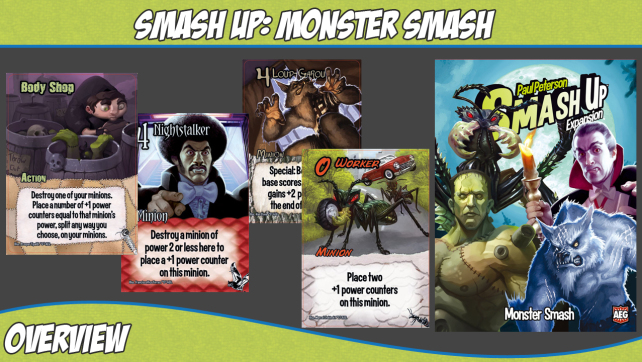 SMASH UP: MONSTER SMASH
Body Shop
Action
Destroy one of your minions.
Place a number of +1 power
counters equal to that minion's
power, split any way you
choose, on your minions.
4
Nightstalker
Minion
Destroy a minion of
power 2 or less here to
place a +1 power counter
on this minion.
4
Loup-Garou
Special: Be
base scores
gains +2 p
the end of
0 WORKER
MINION
Place two
+1 power counters
on this minion.
Paul Peterson
SMASH UP
Expansion
Monster Smash
AEG
OVERVIEW